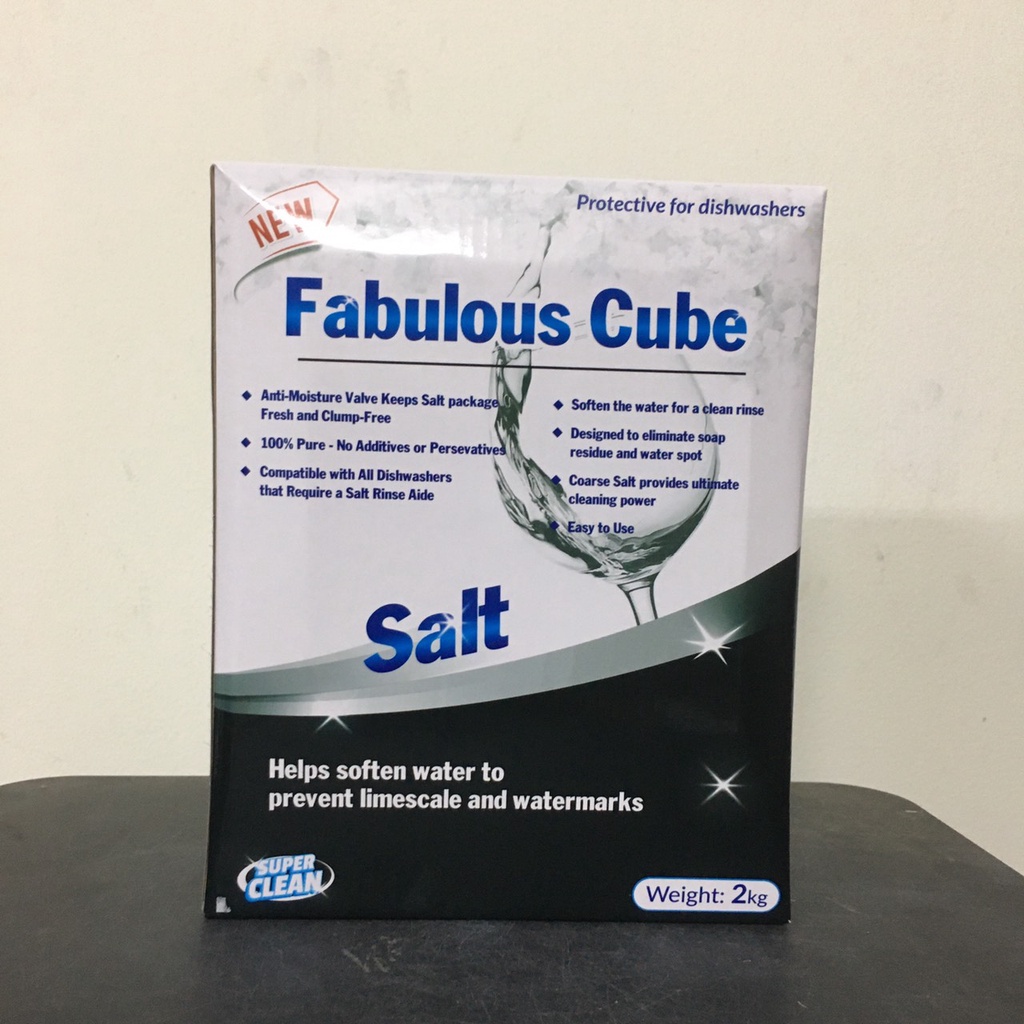 NEW
Protective for dishwashers
Fabulous Cube
◆ Anti-Moisture Valve Keeps Salt package
Fresh and Clump-Free
◆ 100% Pure - No Additives or Persevatives
◆ Compatible with All Dishwashers
that Require a Salt Rinse Aide
◆ Soften the water for a clean rinse
◆ Designed to eliminate soap
residue and water spot
◆ Coarse Salt provides ultimate
cleaning power
◆ Easy to Use
Salt
Helps soften water to
prevent limescale and watermarks
SUPER
CLEAN
Weight: 2kg